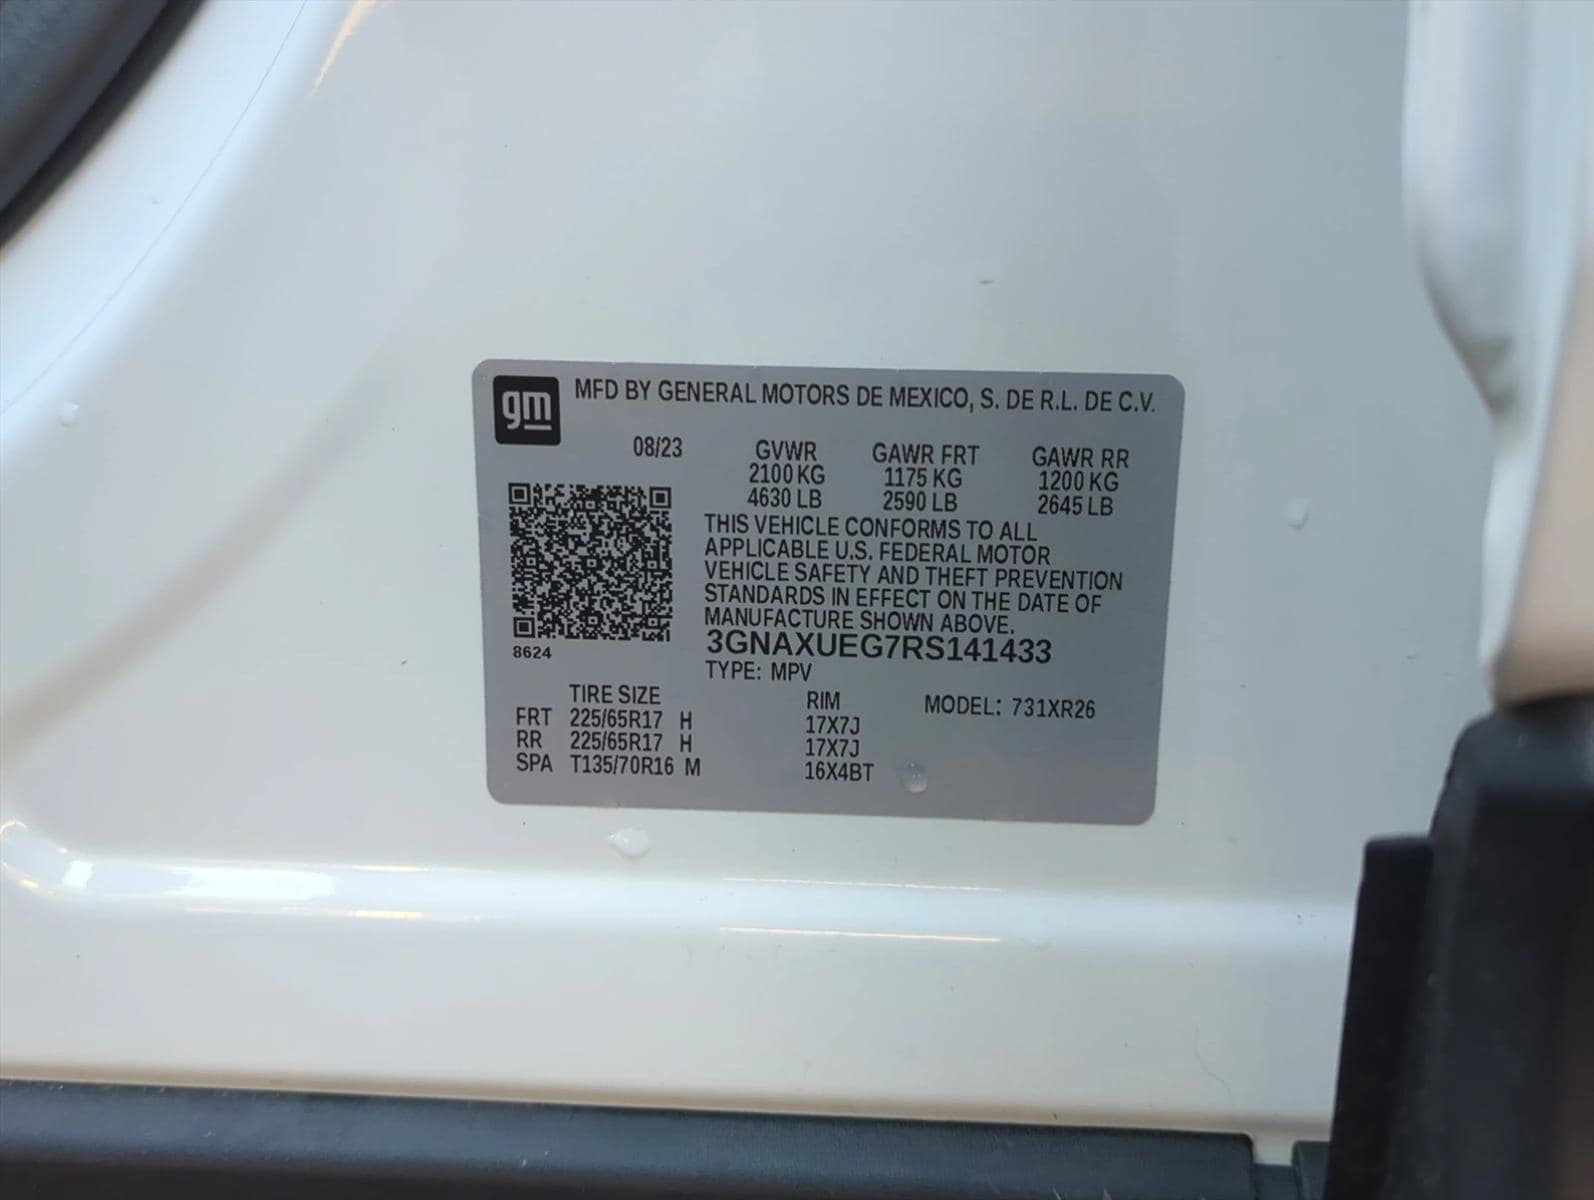 gm MFD BY GENERAL MOTORS DE MEXICO, S. DE R.L. DE C.V.
08/23 GVWR GAWR FRT GAWR RR
2100 KG 1175 KG 1200 KG
4630 LB 2590 LB 2645 LB
THIS VEHICLE CONFORMS TO ALL
APPLICABLE U.S. FEDERAL MOTOR
VEHICLE SAFETY AND THEFT PREVENTION
STANDARDS IN EFFECT ON THE DATE OF
MANUFACTURE SHOWN ABOVE.
3GNAXUEG7RS141433
8624
TYPE: MPV
TIRE SIZE RIM MODEL: 731XR26
FRT 225/65R17 H 17X7J
RR 225/65R17 H 17X7J
SPA T135/70R16 M 16X4BT